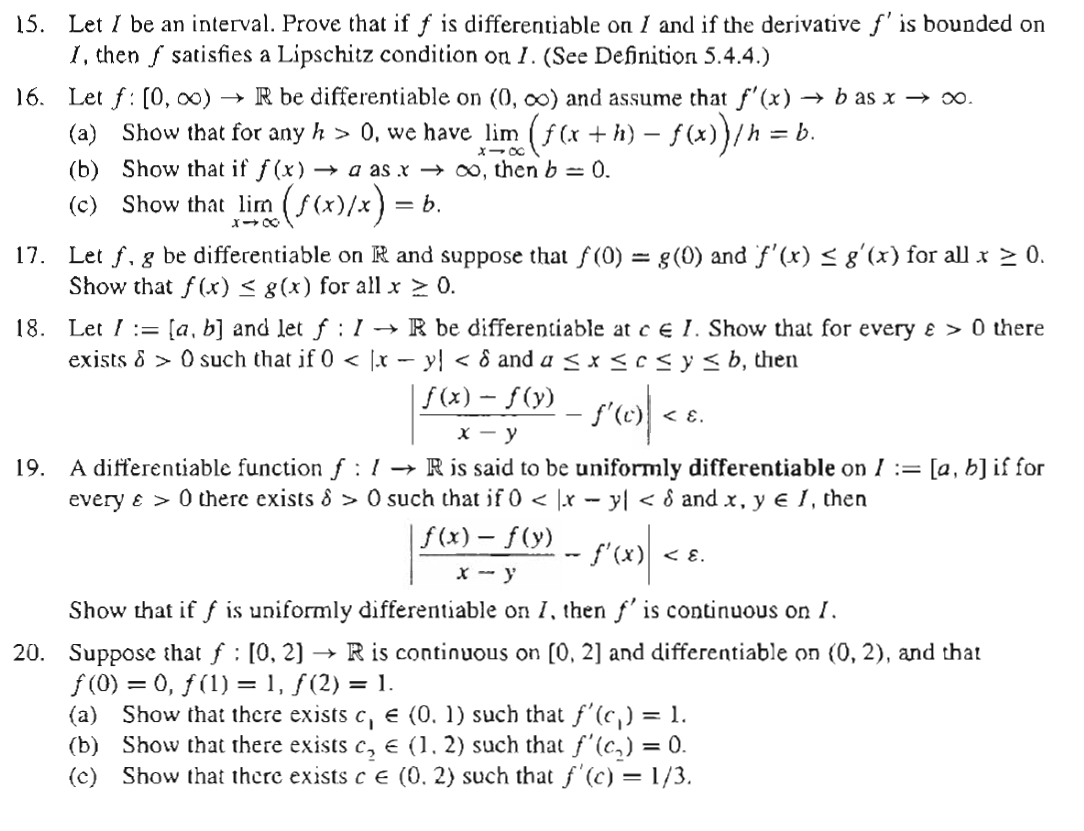 15. Let I be an interval. Prove that if f is differentiable on I and if the derivative f′ is bounded on
I, then f satisfies a Lipschitz condition on I. (See Definition 5.4.4.)
16. Let f : [0, ∞) → ℝ be differentiable on (0, ∞) and assume that f′(x) → b as x → ∞.
(a) Show that for any h > 0, we have lim_{x→∞} (f(x + h) − f(x))/h = b.
(b) Show that if f(x) → a as x → ∞, then b = 0.
(c) Show that lim_{x→∞} (f(x)/x) = b.
17. Let f, g be differentiable on ℝ and suppose that f(0) = g(0) and f′(x) ≤ g′(x) for all x ≥ 0.
Show that f(x) ≤ g(x) for all x ≥ 0.
18. Let I := [a, b] and let f : I → ℝ be differentiable at c ∈ I. Show that for every ε > 0 there
exists δ > 0 such that if 0 < |x − y| < δ and a ≤ x ≤ c ≤ y ≤ b, then
| (f(x) − f(y))/(x − y) − f′(c) | < ε.
19. A differentiable function f : I → ℝ is said to be uniformly differentiable on I := [a, b] if for
every ε > 0 there exists δ > 0 such that if 0 < |x − y| < δ and x, y ∈ I, then
| (f(x) − f(y))/(x − y) − f′(x) | < ε.
Show that if f is uniformly differentiable on I, then f′ is continuous on I.
20. Suppose that f : [0, 2] → ℝ is continuous on [0, 2] and differentiable on (0, 2), and that
f(0) = 0, f(1) = 1, f(2) = 1.
(a) Show that there exists c₁ ∈ (0, 1) such that f′(c₁) = 1.
(b) Show that there exists c₂ ∈ (1, 2) such that f′(c₂) = 0.
(c) Show that there exists c ∈ (0, 2) such that f′(c) = 1/3.